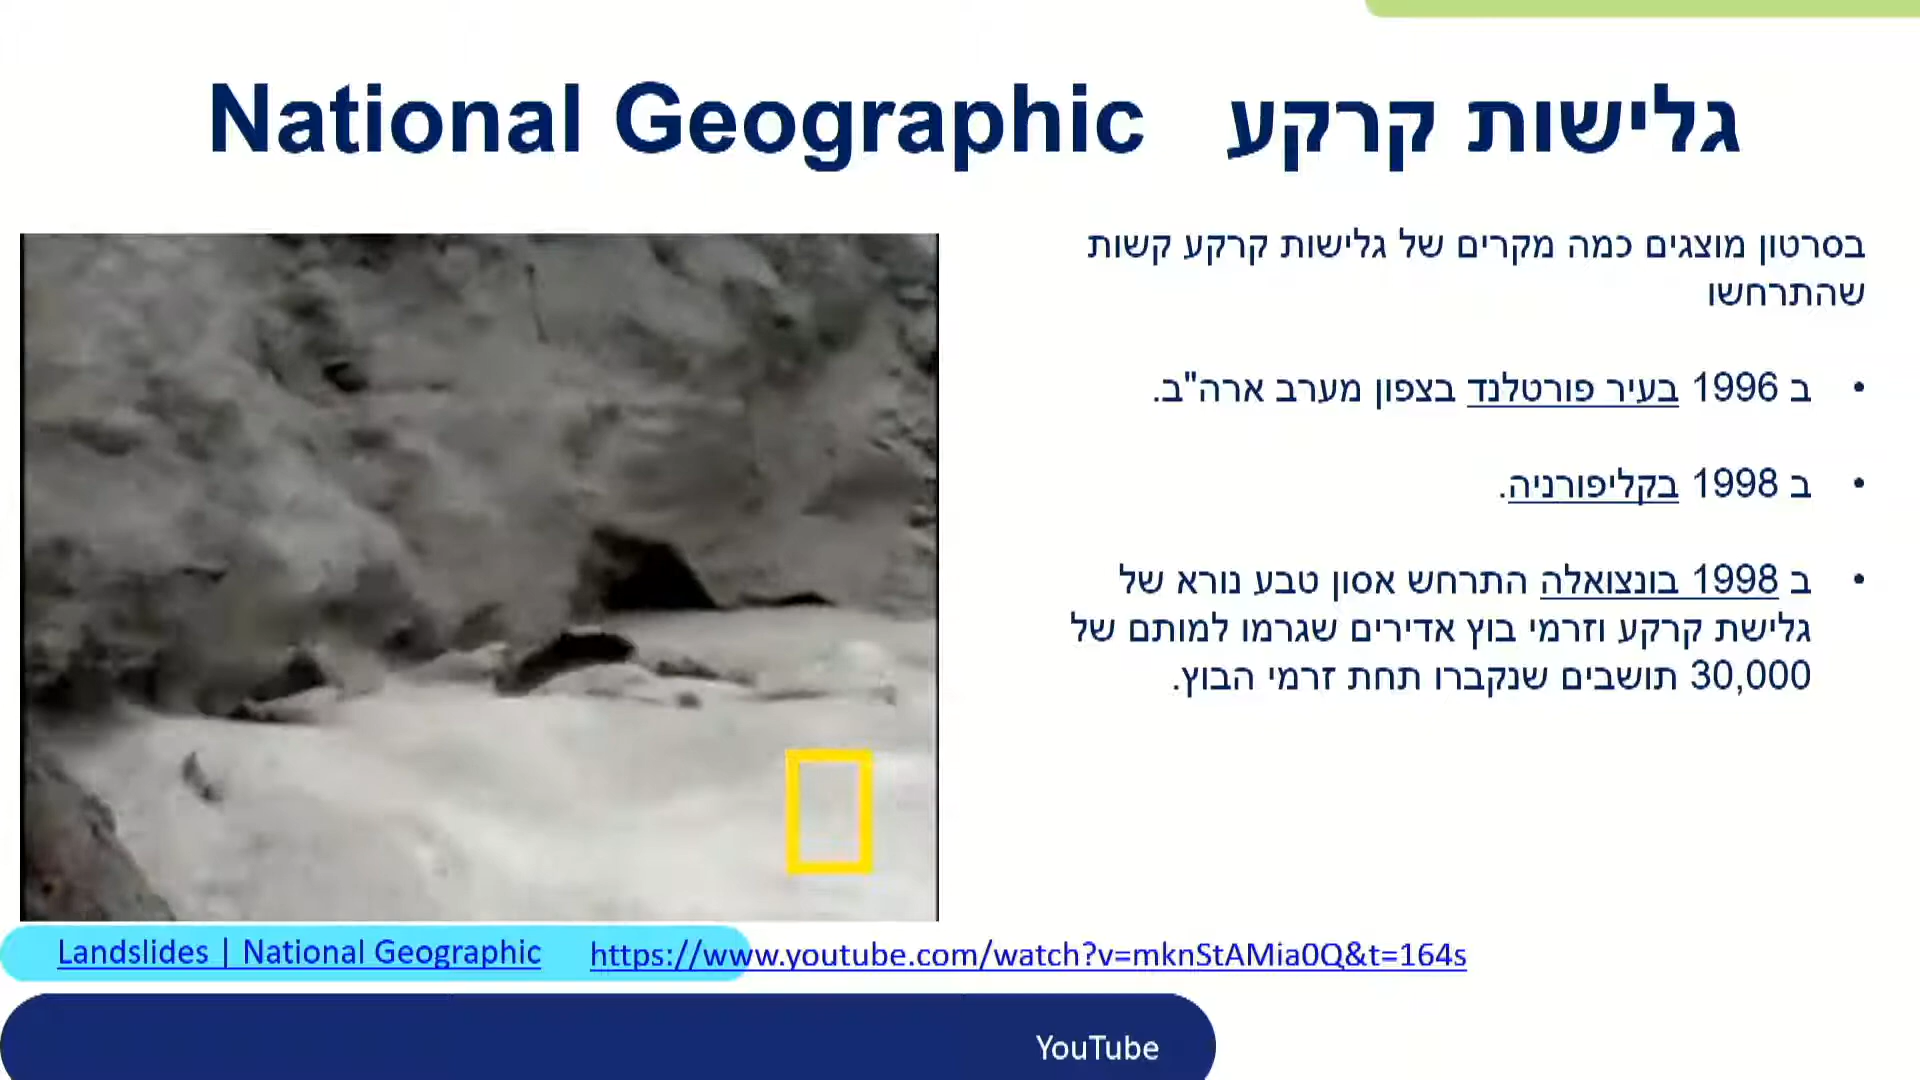 גלישות קרקע National Geographic
בסרטון מוצגים כמה מקרים של גלישות קרקע קשות
שהתרחשו
• ב 1996 בעיר פורטלנד בצפון מערב ארה"ב.
• ב 1998 בקליפורניה.
• ב 1998 בונצואלה התרחש אסון טבע נורא של
גלישת קרקע וזרמי בוץ אדירים שגרמו למותם של
30,000 תושבים שנקברו תחת זרמי הבוץ.
Landslides | National Geographic https://www.youtube.com/watch?v=mknStAMia0Q&t=164s
YouTube